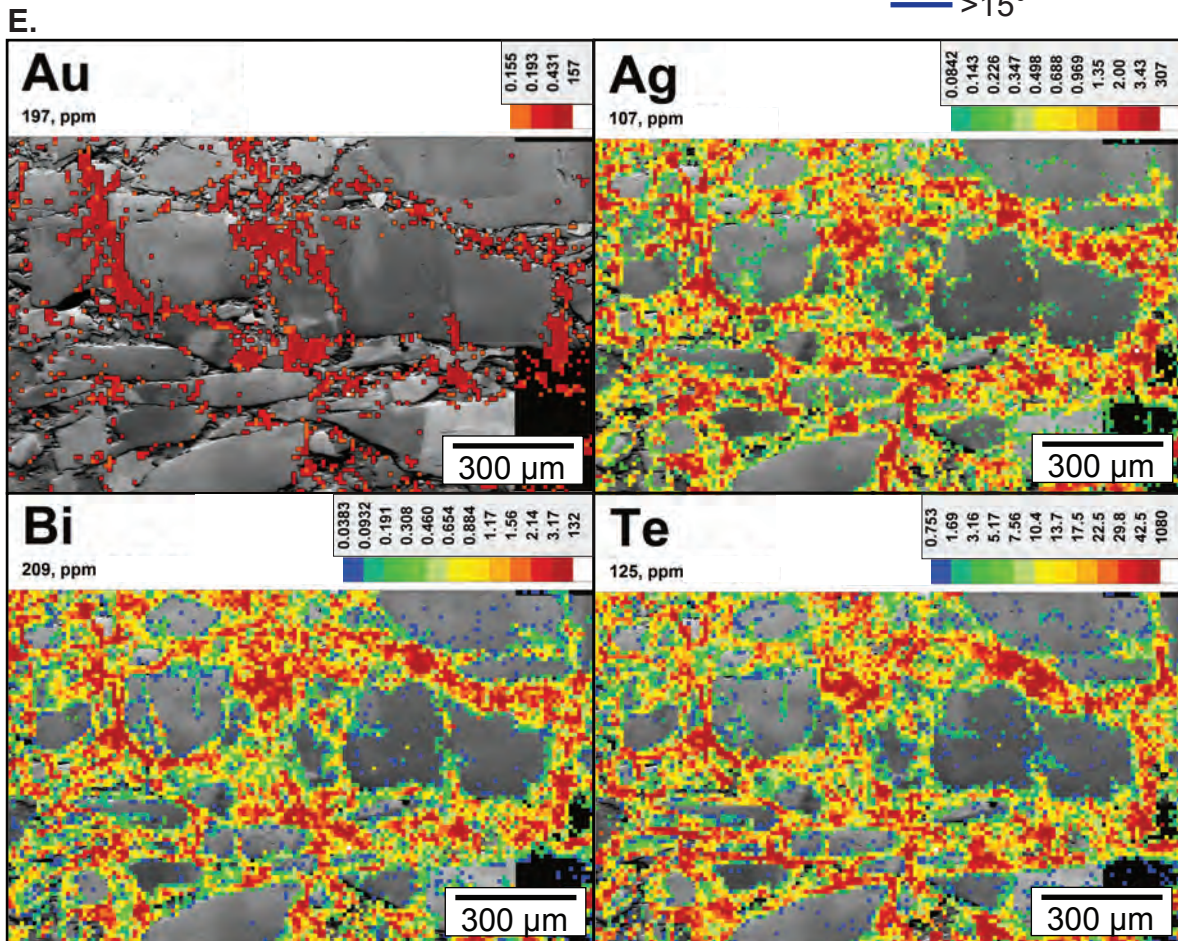 >15°
E.
Au
197, ppm
0.155 0.193 0.431 157
300 µm
Ag
107, ppm
0.0842 0.143 0.226 0.347 0.498 0.688 0.969 1.35 2.00 3.43 307
300 µm
Bi
209, ppm
0.0383 0.0932 0.191 0.308 0.460 0.654 0.884 1.17 1.56 2.14 3.17 132
300 µm
Te
125, ppm
0.753 1.69 3.16 5.17 7.56 10.4 13.7 17.5 22.5 29.8 42.5 1080
300 µm